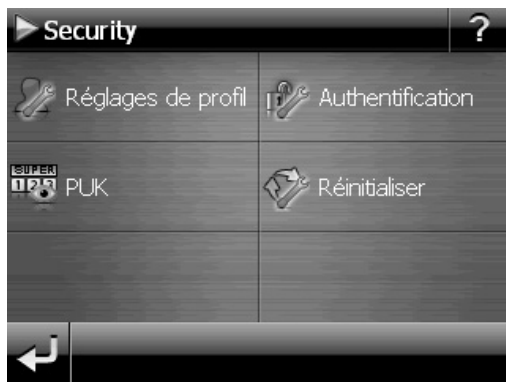 Security
?
Réglages de profil
Authentification
SUPER
123
PUK
Réinitialiser